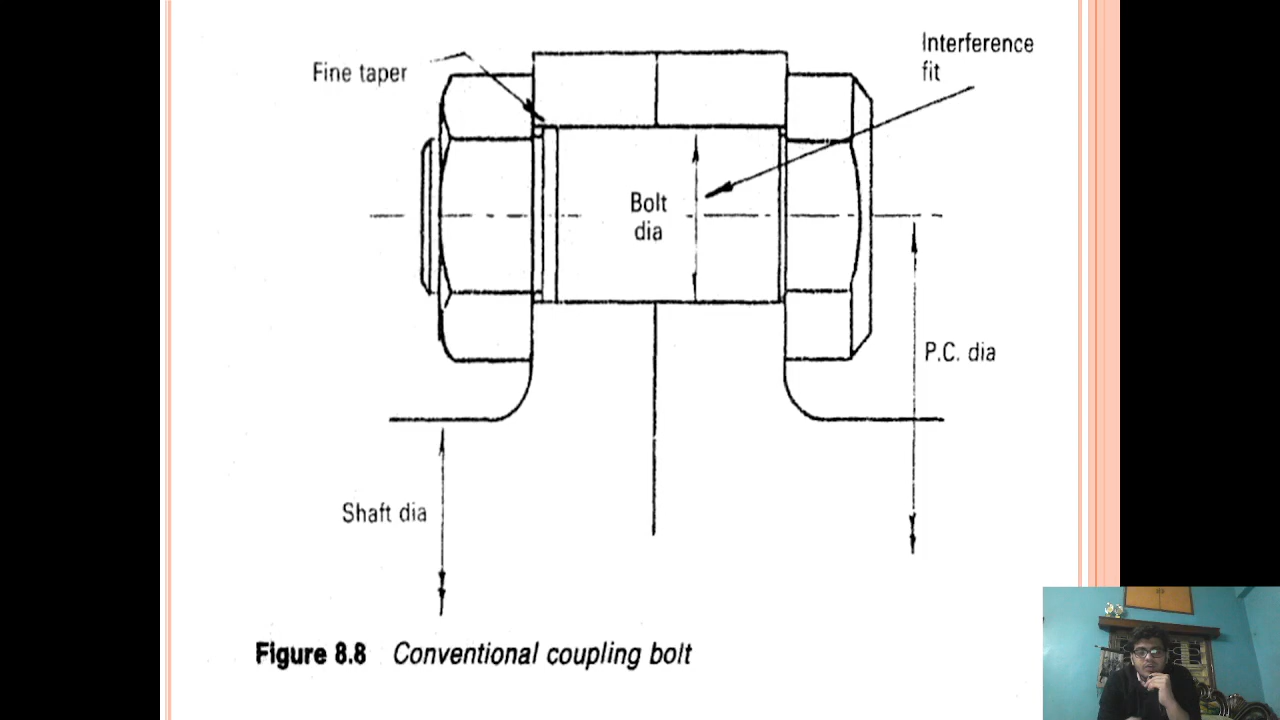 Interference
fit
Fine taper
Bolt
dia
P.C. dia
Shaft dia
Figure 8.8 Conventional coupling bolt